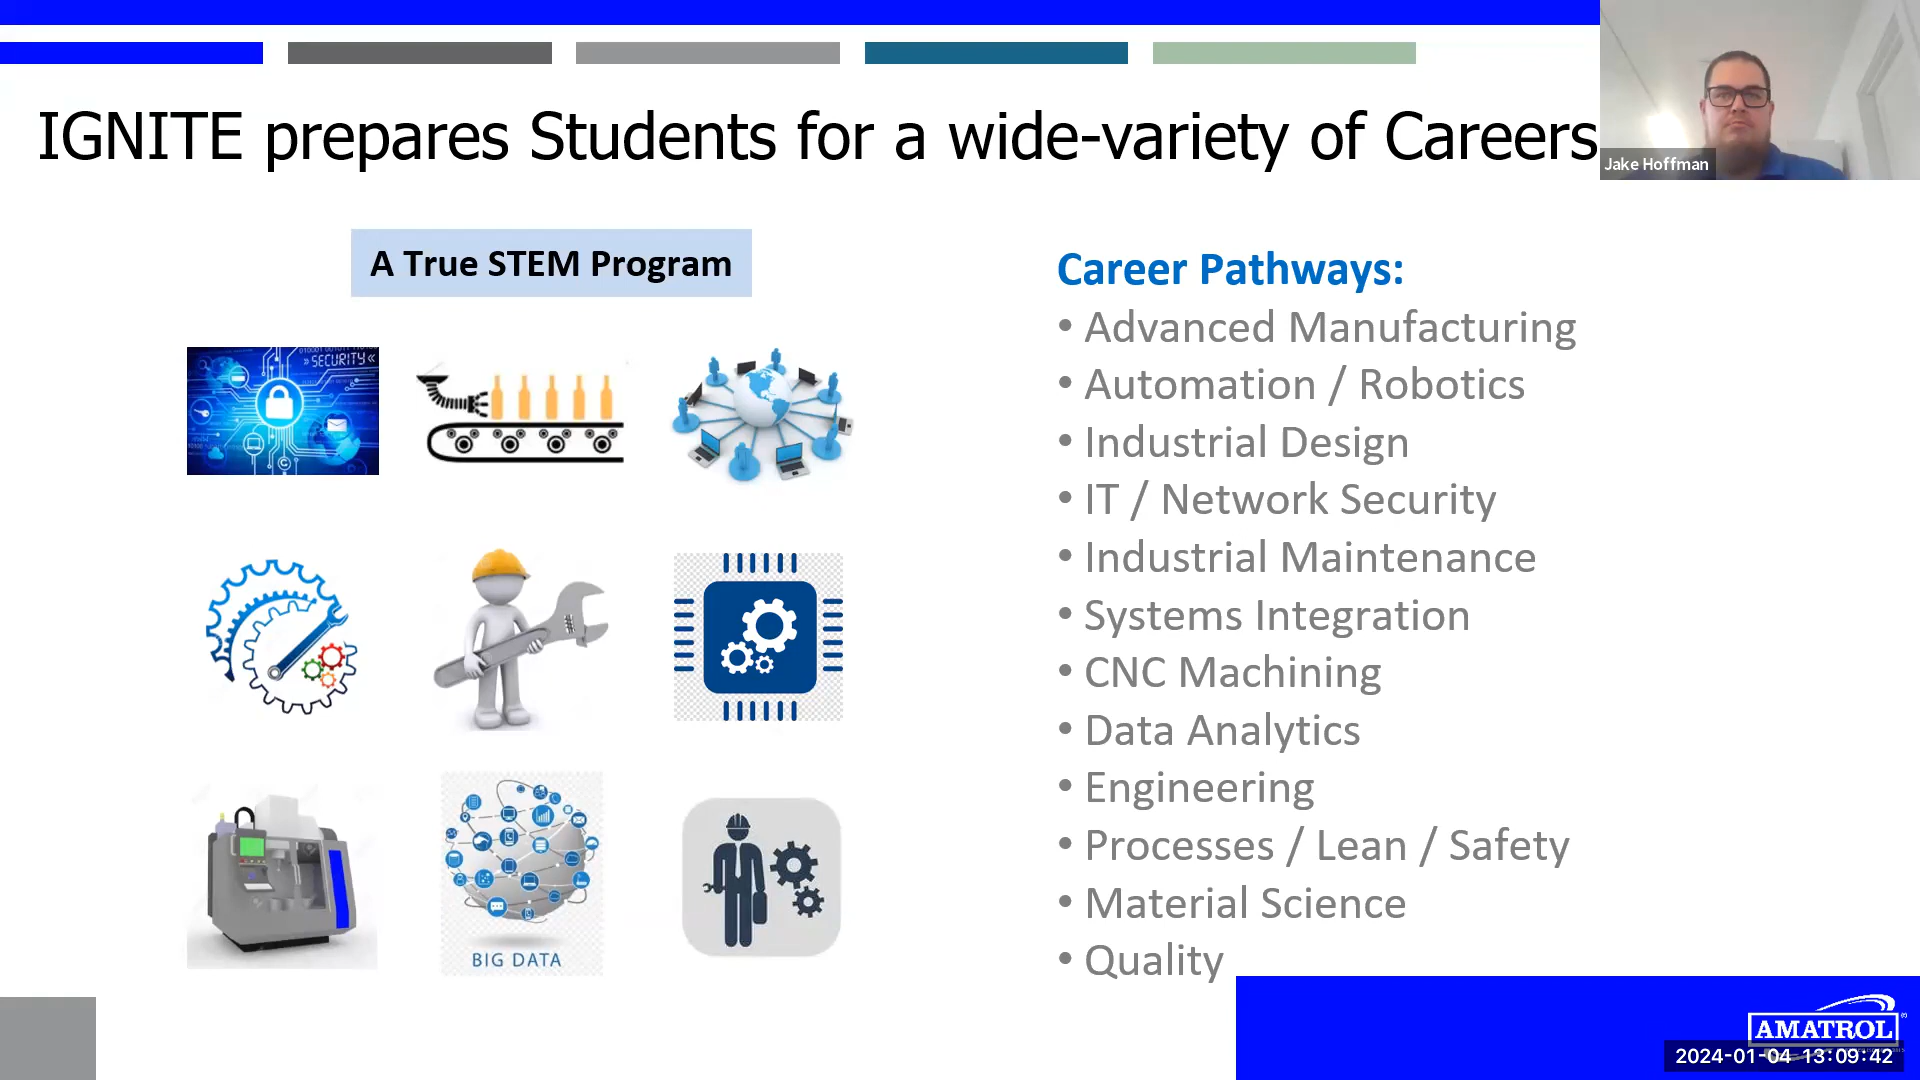 IGNITE prepares Students for a wide-variety of Careers
Jake Hoffman
A True STEM Program
»SECURITY«
BIG DATA
Career Pathways:
• Advanced Manufacturing
• Automation / Robotics
• Industrial Design
• IT / Network Security
• Industrial Maintenance
• Systems Integration
• CNC Machining
• Data Analytics
• Engineering
• Processes / Lean / Safety
• Material Science
• Quality
AMATROL®
2024-01-04 13:09:42